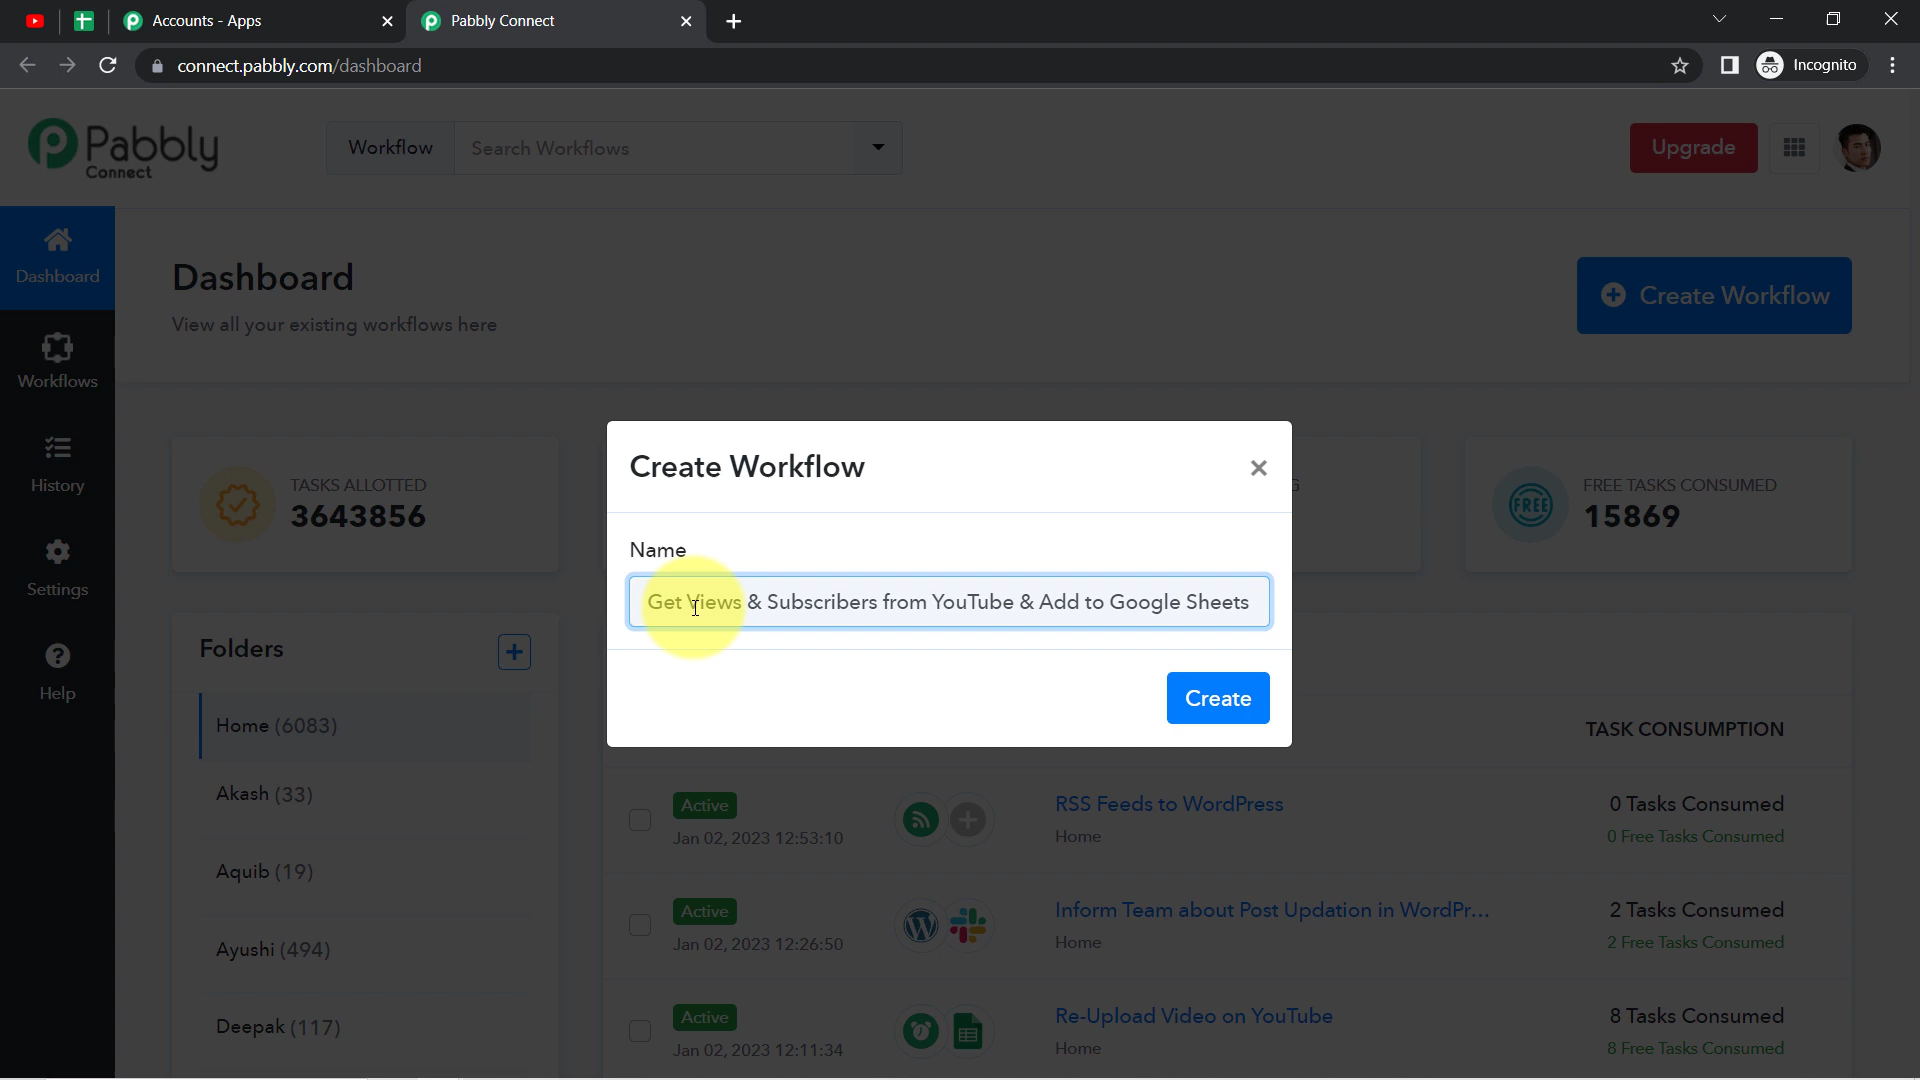 Accounts - Apps
Pabbly Connect
connect.pabbly.com/dashboard
Incognito
Pabbly
Connect
Workflow
Search Workflows
Upgrade
Dashboard
Dashboard
View all your existing workflows here
Create Workflow
Workflows
History
Settings
Help
TASKS ALLOTTED
3643856
G
FREE
FREE TASKS CONSUMED
15869
Create Workflow
Name
Get Views & Subscribers from YouTube & Add to Google Sheets
Create
Folders
Home (6083)
Akash (33)
Aquib (19)
Ayushi (494)
Deepak (117)
TASK CONSUMPTION
Active
Jan 02, 2023 12:53:10
RSS Feeds to WordPress
Home
0 Tasks Consumed
0 Free Tasks Consumed
Active
Jan 02, 2023 12:26:50
Inform Team about Post Updation in WordPr...
Home
2 Tasks Consumed
2 Free Tasks Consumed
Active
Jan 02, 2023 12:11:34
Re-Upload Video on YouTube
Home
8 Tasks Consumed
8 Free Tasks Consumed